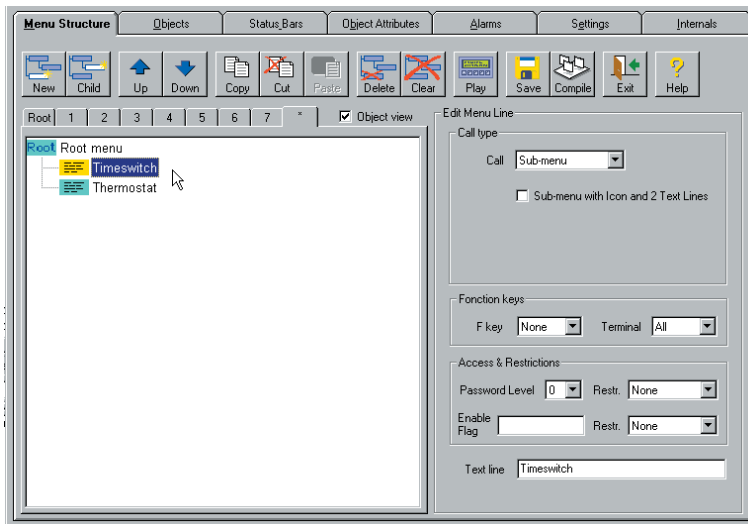 Menu Structure Objects Status Bars Object Attributes Alarms Settings Internals
New Child Up Down Copy Cut Paste Delete Clear Play Save Compile Exit Help
Root 1 2 3 4 5 6 7 * Object view
Edit Menu Line
Call type
Root Root menu
Call Sub-menu
Timeswitch
Thermostat
Sub-menu with Icon and 2 Text Lines
Fonction keys
F key None Terminal All
Access & Restrictions
Password Level 0 Restr. None
Enable
Flag Restr. None
Text line Timeswitch